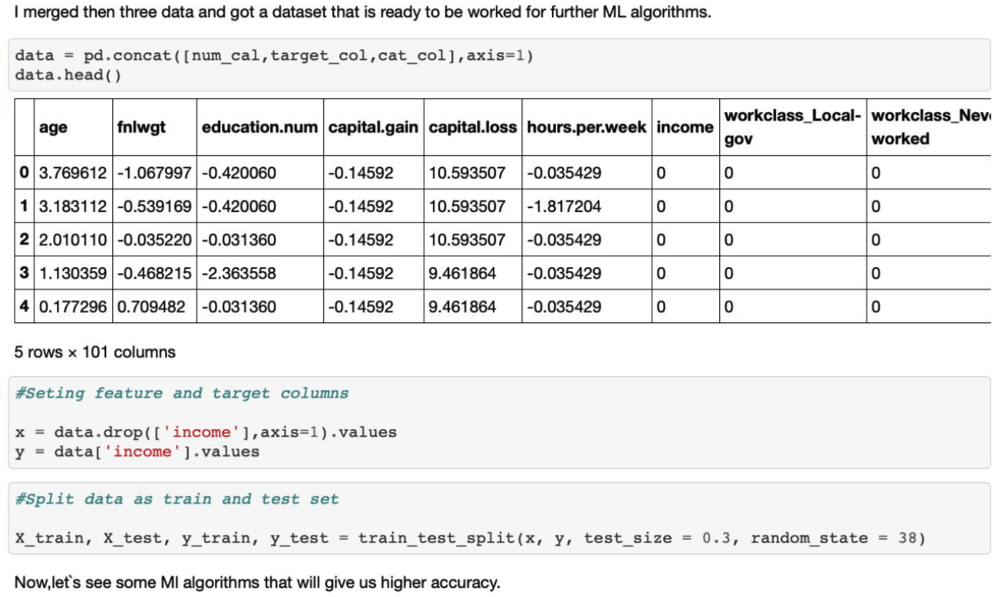 I merged then three data and got a dataset that is ready to be worked for further ML algorithms.
data = pd.concat([num_cal,target_col,cat_col],axis=1)
data.head()
age fnlwgt education.num capital.gain capital.loss hours.per.week income workclass_Local-gov workclass_Nev worked
0 3.769612 -1.067997 -0.420060 -0.14592 10.593507 -0.035429 0 0 0
1 3.183112 -0.539169 -0.420060 -0.14592 10.593507 -1.817204 0 0 0
2 2.010110 -0.035220 -0.031360 -0.14592 10.593507 -0.035429 0 0 0
3 1.130359 -0.468215 -2.363558 -0.14592 9.461864 -0.035429 0 0 0
4 0.177296 0.709482 -0.031360 -0.14592 9.461864 -0.035429 0 0 0
5 rows × 101 columns
#Seting feature and target columns
x = data.drop(['income'],axis=1).values
y = data['income'].values
#Split data as train and test set
X_train, X_test, y_train, y_test = train_test_split(x, y, test_size = 0.3, random_state = 38)
Now,let`s see some Ml algorithms that will give us higher accuracy.